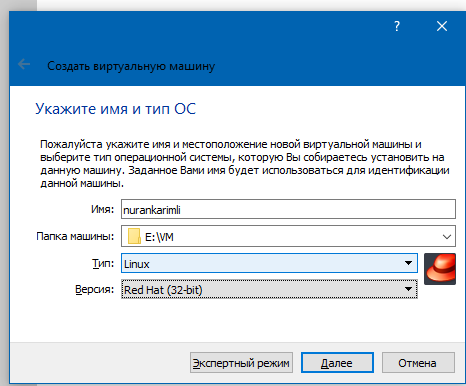 ?
Создать виртуальную машину
Укажите имя и тип ОС
Пожалуйста укажите имя и местоположение новой виртуальной машины и
выберите тип операционной системы, которую Вы собираетесь установить на
данную машину. Заданное Вами имя будет использоваться для идентификации
данной машины.
Имя: nurankarimli
Папка машины: E:\VM
Тип: Linux
Версия: Red Hat (32-bit)
Экспертный режим Далее Отмена